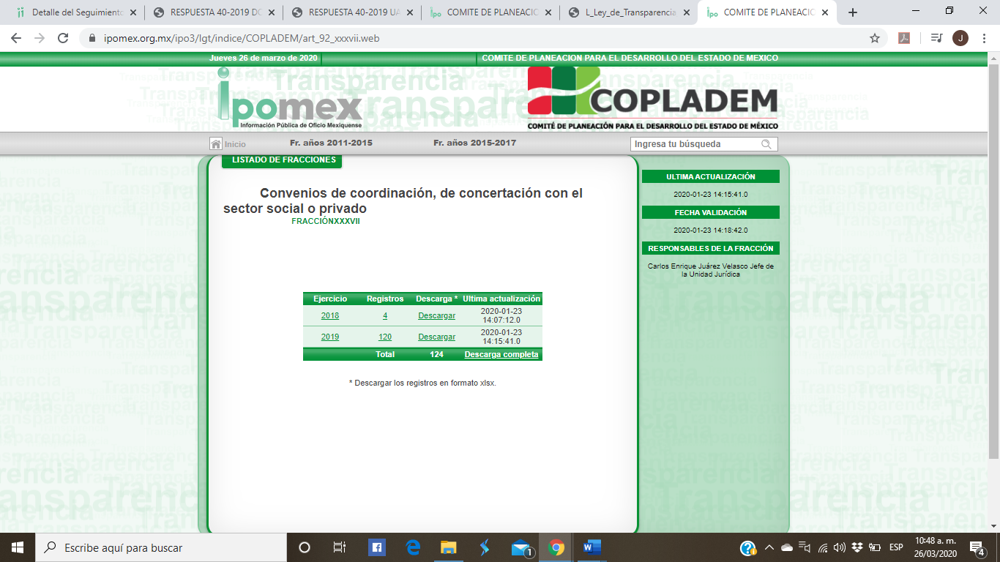 Detalle del Seguimiento
RESPUESTA 40-2019 DC
RESPUESTA 40-2019 UA
COMITE DE PLANEACIO
L_Ley_de_Transparencia
COMITE DE PLANEACIO
ipomex.org.mx/ipo3/lgt/indice/COPLADEM/art_92_xxxvii.web
J
Jueves 26 de marzo de 2020
COMITE DE PLANEACION PARA EL DESARROLLO DEL ESTADO DE MEXICO
ipomex
Información Pública de Oficio Mexiquense
COPLADEM
COMITÉ DE PLANEACIÓN PARA EL DESARROLLO DEL ESTADO DE MÉXICO
Inicio
Fr. años 2011-2015
Fr. años 2015-2017
Ingresa tu búsqueda
LISTADO DE FRACCIONES
Convenios de coordinación, de concertación con el
sector social o privado
FRACCIÓNXXXVII
Ejercicio Registros Descarga * Ultima actualización
2018 4 Descargar 2020-01-23
14:07:12.0
2019 120 Descargar 2020-01-23
14:15:41.0
Total 124 Descarga completa
* Descargar los registros en formato xlsx.
ULTIMA ACTUALIZACIÓN
2020-01-23 14:15:41.0
FECHA VALIDACIÓN
2020-01-23 14:18:42.0
RESPONSABLES DE LA FRACCIÓN
Carlos Enrique Juárez Velasco Jefe de
la Unidad Jurídica
Transparencia
Escribe aquí para buscar
1
ESP
10:48 a. m.
26/03/2020
4